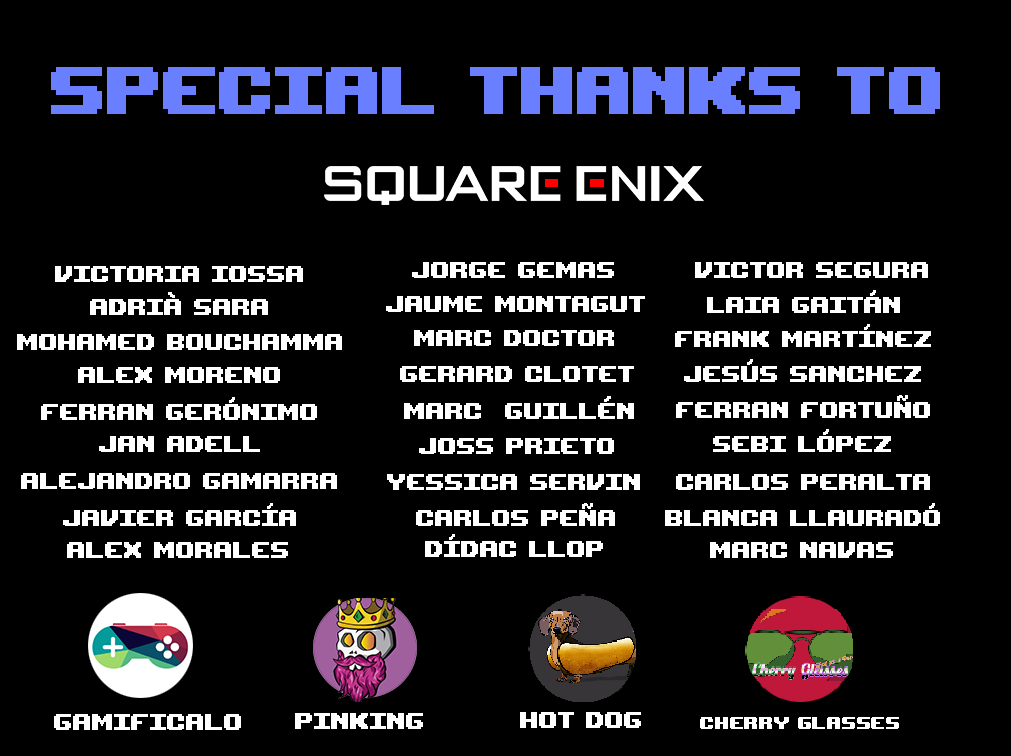 SPECIAL THANKS TO
SQUARE ENIX
VICTORIA IOSSA
ADRIÀ SARA
MOHAMED BOUCHAMMA
ALEX MORENO
FERRAN GERÓNIMO
JAN ADELL
ALEJANDRO GAMARRA
JAVIER GARCÍA
ALEX MORALES
JORGE GEMAS
JAUME MONTAGUT
MARC DOCTOR
GERARD CLOTET
MARC GUILLÉN
JOSS PRIETO
YESSICA SERVIN
CARLOS PEÑA
DÍDAC LLOP
VICTOR SEGURA
LAIA GAITÁN
FRANK MARTÍNEZ
JESÚS SANCHEZ
FERRAN FORTUÑO
SEBI LÓPEZ
CARLOS PERALTA
BLANCA LLAURADÓ
MARC NAVAS
GAMIFICALO
PINKING
HOT DOG
Cherry Glasses
CHERRY GLASSES